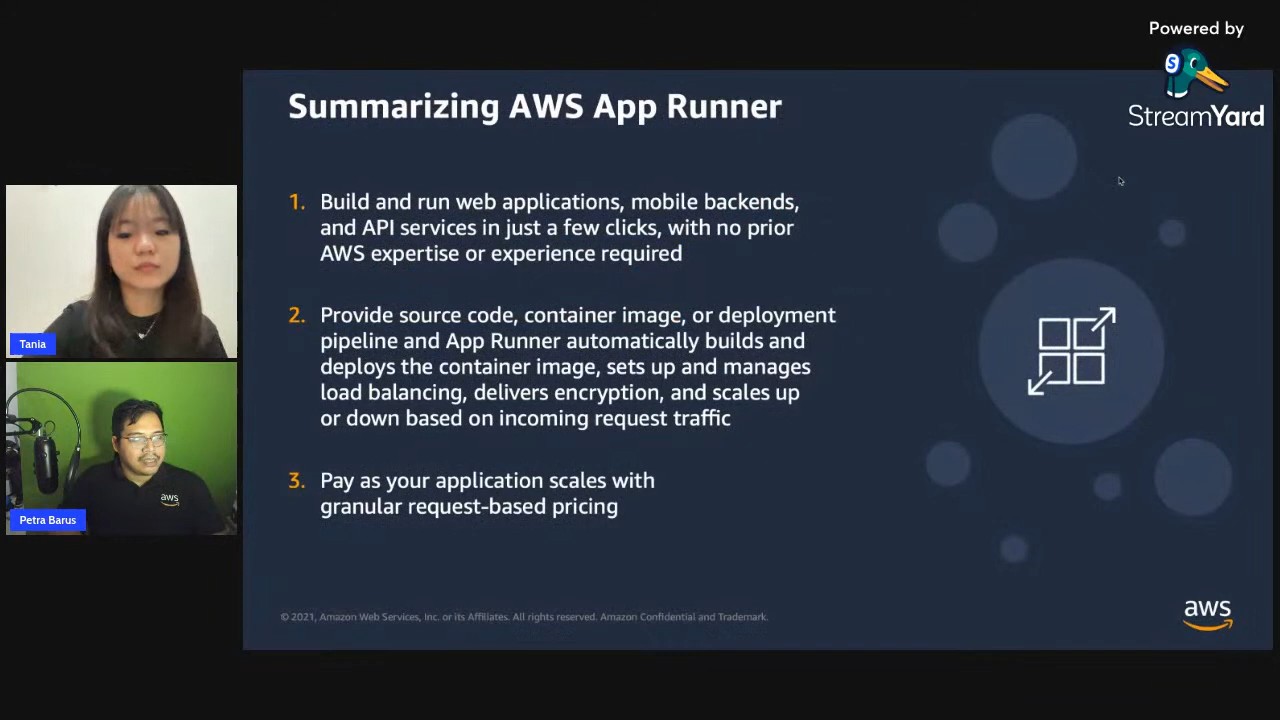 Powered by
S
StreamYard
Summarizing AWS App Runner
1. Build and run web applications, mobile backends,
and API services in just a few clicks, with no prior
AWS expertise or experience required
2. Provide source code, container image, or deployment
pipeline and App Runner automatically builds and
deploys the container image, sets up and manages
load balancing, delivers encryption, and scales up
or down based on incoming request traffic
3. Pay as your application scales with
granular request-based pricing
© 2021, Amazon Web Services, Inc. or its Affiliates. All rights reserved. Amazon Confidential and Trademark.
aws
Tania
aws
Petra Barus